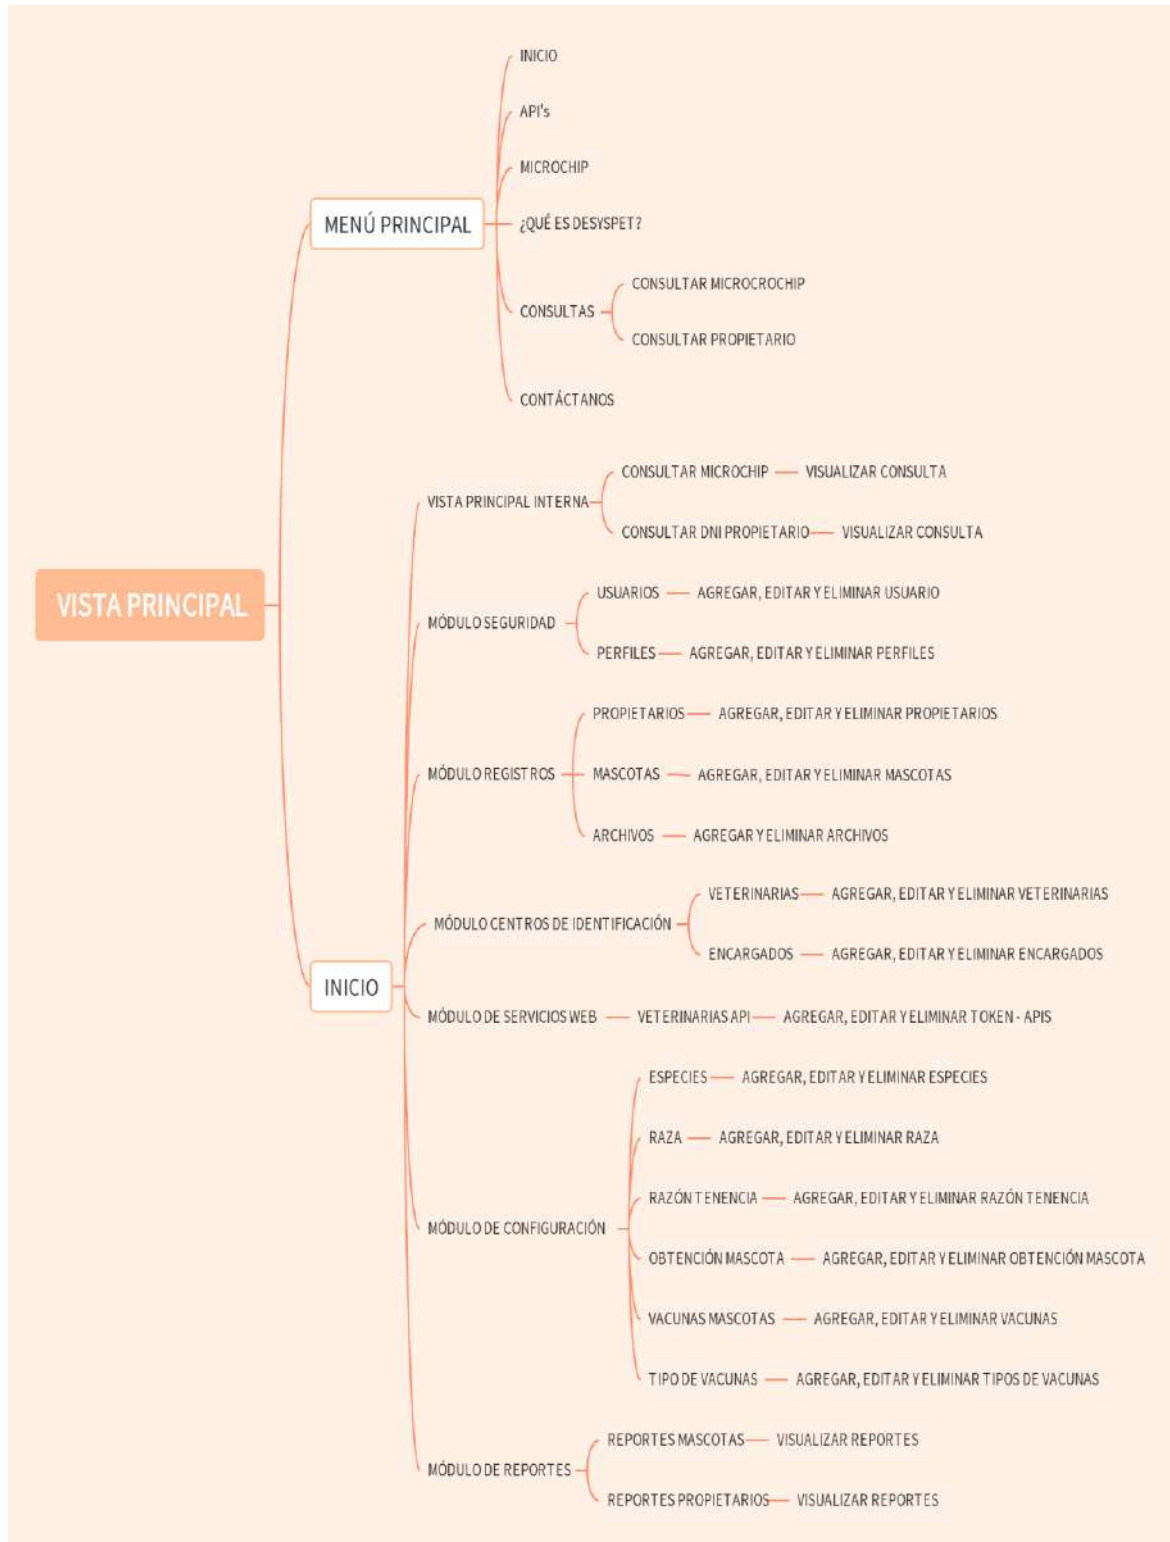 INICIO
API's
MICROCHIP
MENÚ PRINCIPAL
¿QUÉ ES DESYSPET?
CONSULTAR MICROCROCHIP
CONSULTAS
CONSULTAR PROPIETARIO
CONTÁCTANOS
CONSULTAR MICROCHIP
VISUALIZAR CONSULTA
VISTA PRINCIPAL INTERNA
CONSULTAR DNI PROPIETARIO
VISUALIZAR CONSULTA
VISTA PRINCIPAL
USUARIOS
AGREGAR, EDITAR Y ELIMINAR USUARIO
MÓDULO SEGURIDAD
PERFILES
AGREGAR, EDITAR Y ELIMINAR PERFILES
PROPIETARIOS
AGREGAR, EDITAR Y ELIMINAR PROPIETARIOS
MÓDULO REGISTROS
MASCOTAS
AGREGAR, EDITAR Y ELIMINAR MASCOTAS
ARCHIVOS
AGREGAR Y ELIMINAR ARCHIVOS
VETERINARIAS
AGREGAR, EDITAR Y ELIMINAR VETERINARIAS
MÓDULO CENTROS DE IDENTIFICACIÓN
ENCARGADOS
AGREGAR, EDITAR Y ELIMINAR ENCARGADOS
INICIO
MÓDULO DE SERVICIOS WEB
VETERINARIAS API
AGREGAR, EDITAR Y ELIMINAR TOKEN - APIS
ESPECIES
AGREGAR, EDITAR Y ELIMINAR ESPECIES
RAZA
AGREGAR, EDITAR Y ELIMINAR RAZA
RAZÓN TENENCIA
AGREGAR, EDITAR Y ELIMINAR RAZÓN TENENCIA
MÓDULO DE CONFIGURACIÓN
OBTENCIÓN MASCOTA
AGREGAR, EDITAR Y ELIMINAR OBTENCIÓN MASCOTA
VACUNAS MASCOTAS
AGREGAR, EDITAR Y ELIMINAR VACUNAS
TIPO DE VACUNAS
AGREGAR, EDITAR Y ELIMINAR TIPOS DE VACUNAS
REPORTES MASCOTAS
VISUALIZAR REPORTES
MÓDULO DE REPORTES
REPORTES PROPIETARIOS
VISUALIZAR REPORTES